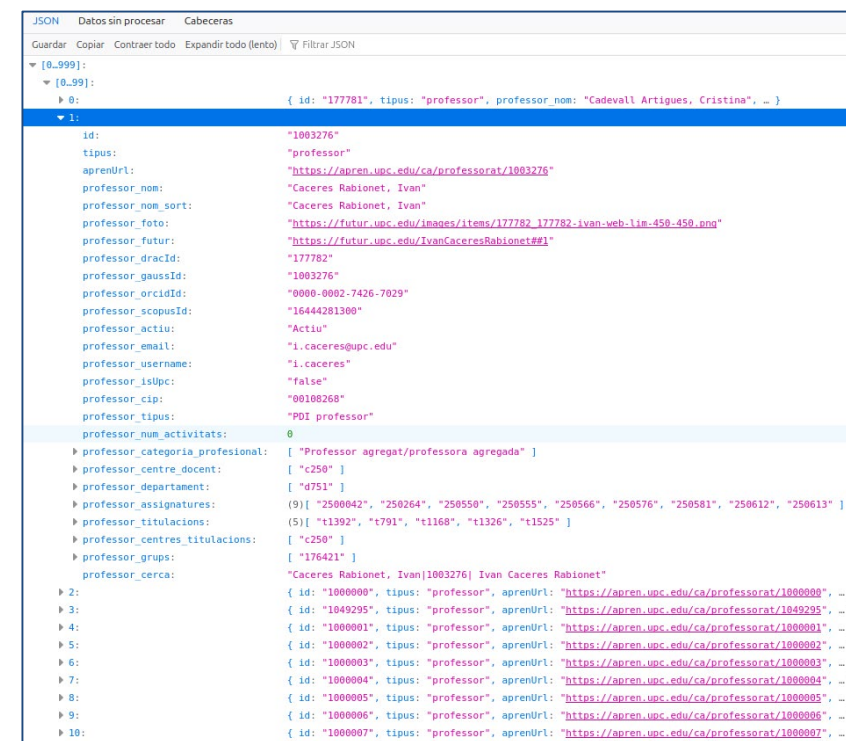 JSON Datos sin procesar Cabeceras
Guardar Copiar Contraer todo Expandir todo (lento) Filtrar JSON
[0…999]:
[0…99]:
0: { id: "177781", tipus: "professor", professor_nom: "Cadevall Artigues, Cristina", … }
1:
id: "1003276"
tipus: "professor"
aprenUrl: "https://apren.upc.edu/ca/professorat/1003276"
professor_nom: "Caceres Rabionet, Ivan"
professor_nom_sort: "Caceres Rabionet, Ivan"
professor_foto: "https://futur.upc.edu/images/items/177782_177782-ivan-web-lim-450-450.png"
professor_futur: "https://futur.upc.edu/IvanCaceresRabionet##1"
professor_dracId: "177782"
professor_gaussId: "1003276"
professor_orcidId: "0000-0002-7426-7029"
professor_scopusId: "16444281300"
professor_actiu: "Actiu"
professor_email: "i.caceres@upc.edu"
professor_username: "i.caceres"
professor_isUpc: "false"
professor_cip: "00108268"
professor_tipus: "PDI professor"
professor_num_activitats: 0
professor_categoria_profesional: [ "Professor agregat/professora agregada" ]
professor_centre_docent: [ "c250" ]
professor_departament: [ "d751" ]
professor_assignatures: (9)[ "2500042", "250264", "250550", "250555", "250566", "250576", "250581", "250612", "250613" ]
professor_titulacions: (5)[ "t1392", "t791", "t1168", "t1326", "t1525" ]
professor_centres_titulacions: [ "c250" ]
professor_grups: [ "176421" ]
professor_cerca: "Caceres Rabionet, Ivan|1003276| Ivan Caceres Rabionet"
2: { id: "1000000", tipus: "professor", aprenUrl: "https://apren.upc.edu/ca/professorat/1000000", …
3: { id: "1049295", tipus: "professor", aprenUrl: "https://apren.upc.edu/ca/professorat/1049295", …
4: { id: "1000001", tipus: "professor", aprenUrl: "https://apren.upc.edu/ca/professorat/1000001", …
5: { id: "1000002", tipus: "professor", aprenUrl: "https://apren.upc.edu/ca/professorat/1000002", …
6: { id: "1000003", tipus: "professor", aprenUrl: "https://apren.upc.edu/ca/professorat/1000003", …
7: { id: "1000004", tipus: "professor", aprenUrl: "https://apren.upc.edu/ca/professorat/1000004", …
8: { id: "1000005", tipus: "professor", aprenUrl: "https://apren.upc.edu/ca/professorat/1000005", …
9: { id: "1000006", tipus: "professor", aprenUrl: "https://apren.upc.edu/ca/professorat/1000006", …
10: { id: "1000007", tipus: "professor", aprenUrl: "https://apren.upc.edu/ca/professorat/1000007", …